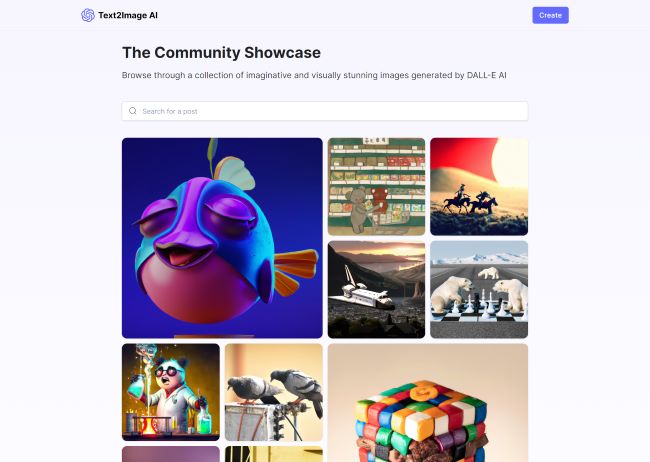 Text2Image AI
Create
The Community Showcase
Browse through a collection of imaginative and visually stunning images generated by DALL-E AI
Search for a post